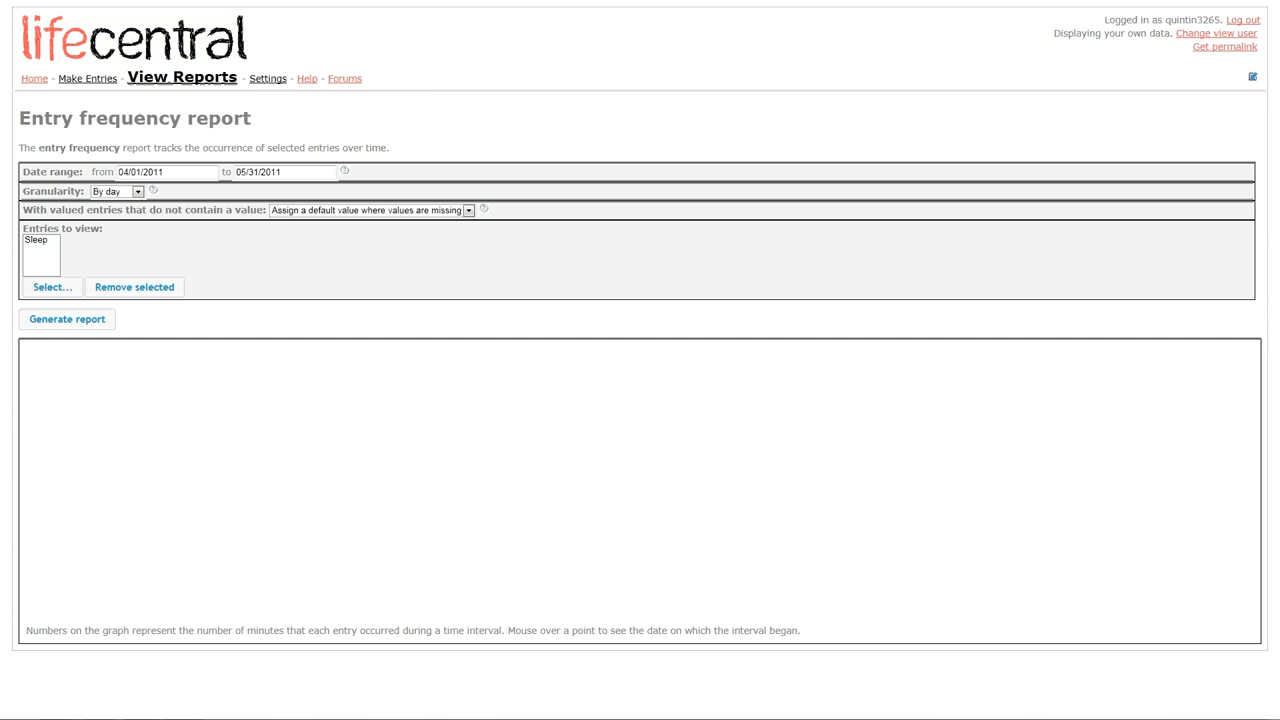 lifecentral
Logged in as quintin3265. Log out
Displaying your own data. Change view user
Get permalink
Home - Make Entries - View Reports - Settings - Help - Forums
Entry frequency report
The entry frequency report tracks the occurrence of selected entries over time.
Date range: from 04/01/2011 to 05/31/2011 ?
Granularity: By day ?
With valued entries that do not contain a value: Assign a default value where values are missing ?
Entries to view:
Sleep
Select... Remove selected
Generate report
Numbers on the graph represent the number of minutes that each entry occurred during a time interval. Mouse over a point to see the date on which the interval began.